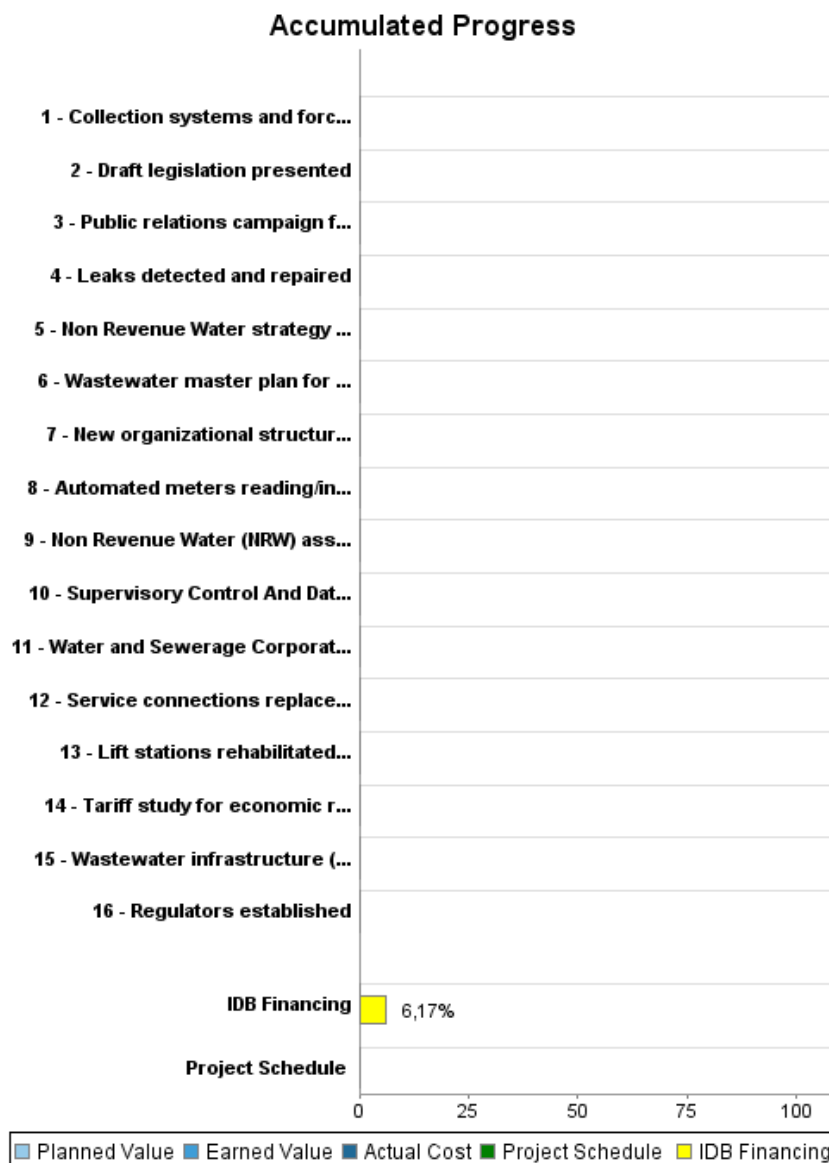 Accumulated Progress
1 - Collection systems and forc...
2 - Draft legislation presented
3 - Public relations campaign f...
4 - Leaks detected and repaired
5 - Non Revenue Water strategy ...
6 - Wastewater master plan for ...
7 - New organizational structur...
8 - Automated meters reading/in...
9 - Non Revenue Water (NRW) ass...
10 - Supervisory Control And Dat...
11 - Water and Sewerage Corporat...
12 - Service connections replace...
13 - Lift stations rehabilitated...
14 - Tariff study for economic r...
15 - Wastewater infrastructure (...
16 - Regulators established
IDB Financing 6,17%
Project Schedule
0 25 50 75 100
Planned Value Earned Value Actual Cost Project Schedule IDB Financing